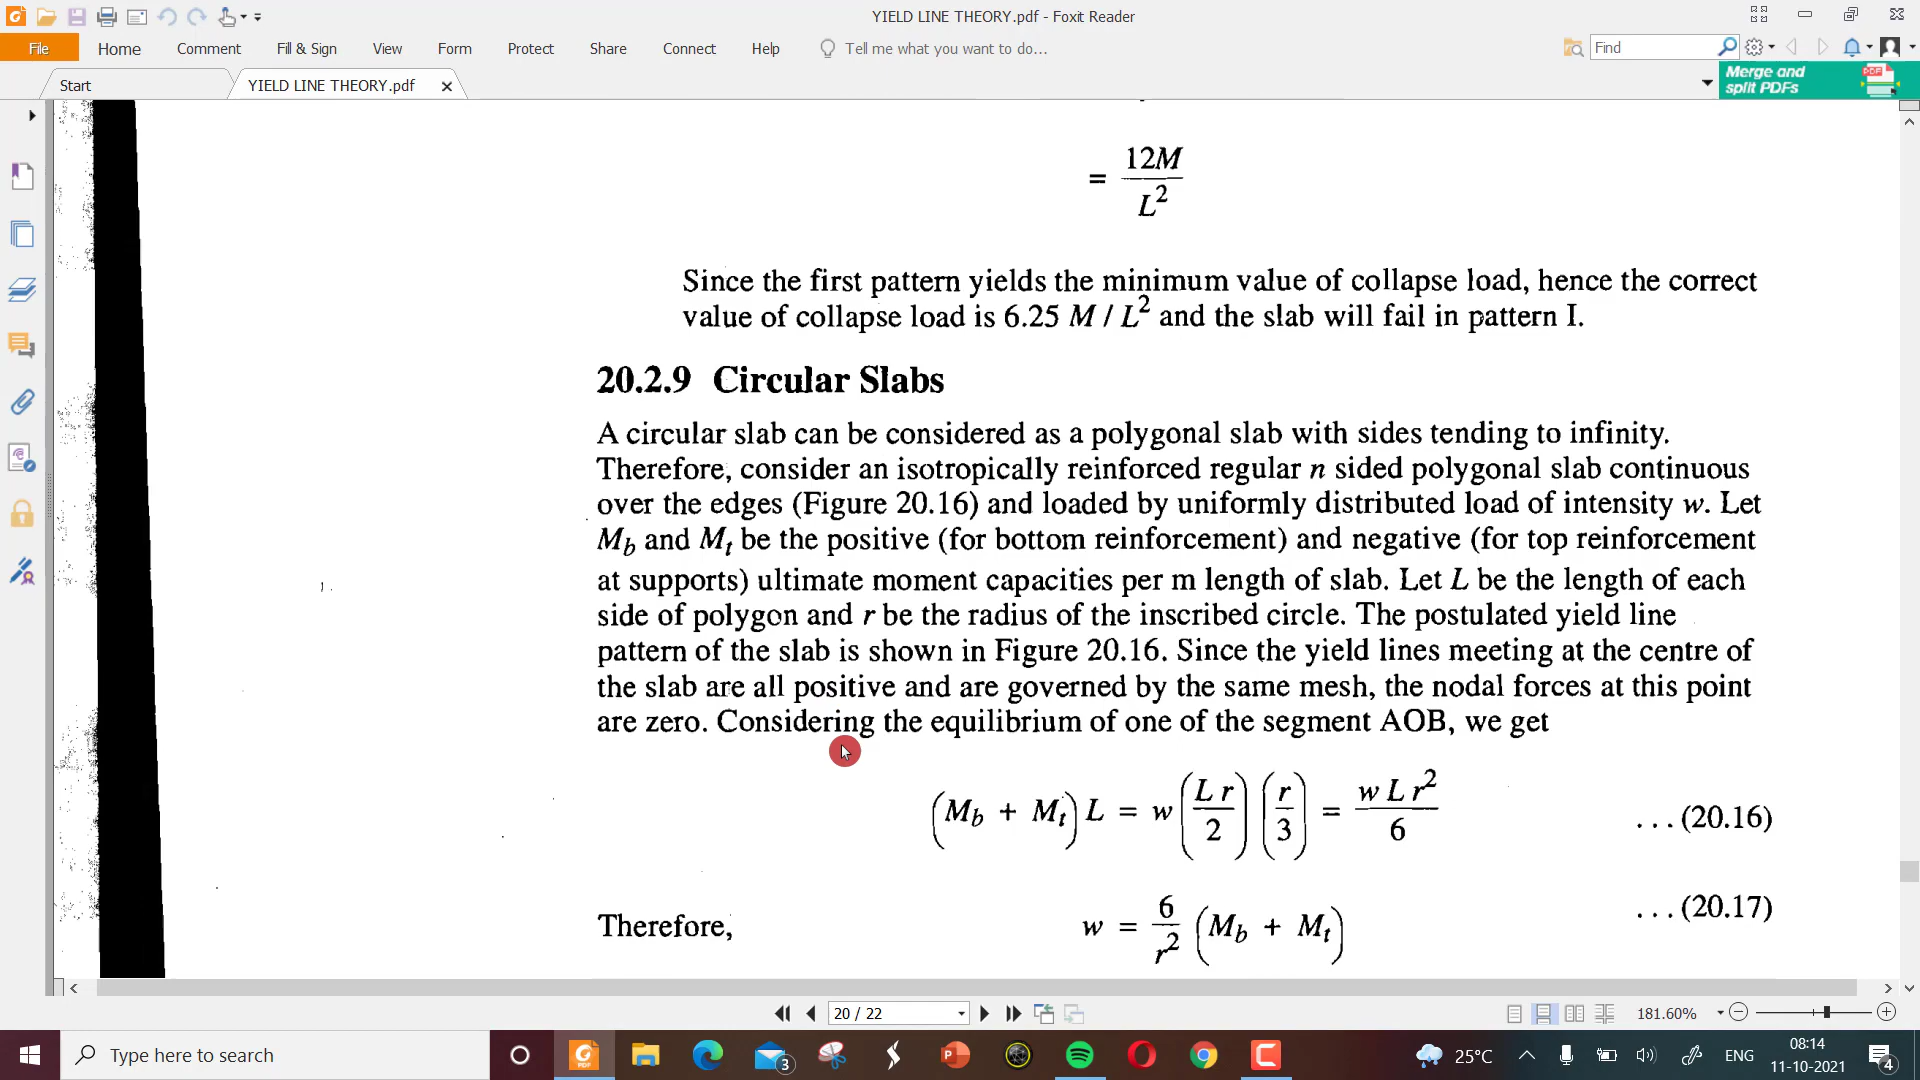 YIELD LINE THEORY.pdf - Foxit Reader
File Home Comment Fill & Sign View Form Protect Share Connect Help Tell me what you want to do... Find
Start YIELD LINE THEORY.pdf Merge and split PDFs
= 12M / L²
Since the first pattern yields the minimum value of collapse load, hence the correct
value of collapse load is 6.25 M / L² and the slab will fail in pattern I.
20.2.9 Circular Slabs
A circular slab can be considered as a polygonal slab with sides tending to infinity.
Therefore, consider an isotropically reinforced regular n sided polygonal slab continuous
over the edges (Figure 20.16) and loaded by uniformly distributed load of intensity w. Let
M_b and M_t be the positive (for bottom reinforcement) and negative (for top reinforcement
at supports) ultimate moment capacities per m length of slab. Let L be the length of each
side of polygon and r be the radius of the inscribed circle. The postulated yield line
pattern of the slab is shown in Figure 20.16. Since the yield lines meeting at the centre of
the slab are all positive and are governed by the same mesh, the nodal forces at this point
are zero. Considering the equilibrium of one of the segment AOB, we get
(M_b + M_t) L = w (L r / 2) (r / 3) = w L r² / 6 ...(20.16)
Therefore, w = 6 / r² (M_b + M_t) ...(20.17)
20 / 22 181.60%
Type here to search 3 25°C ENG 08:14
11-10-2021 4